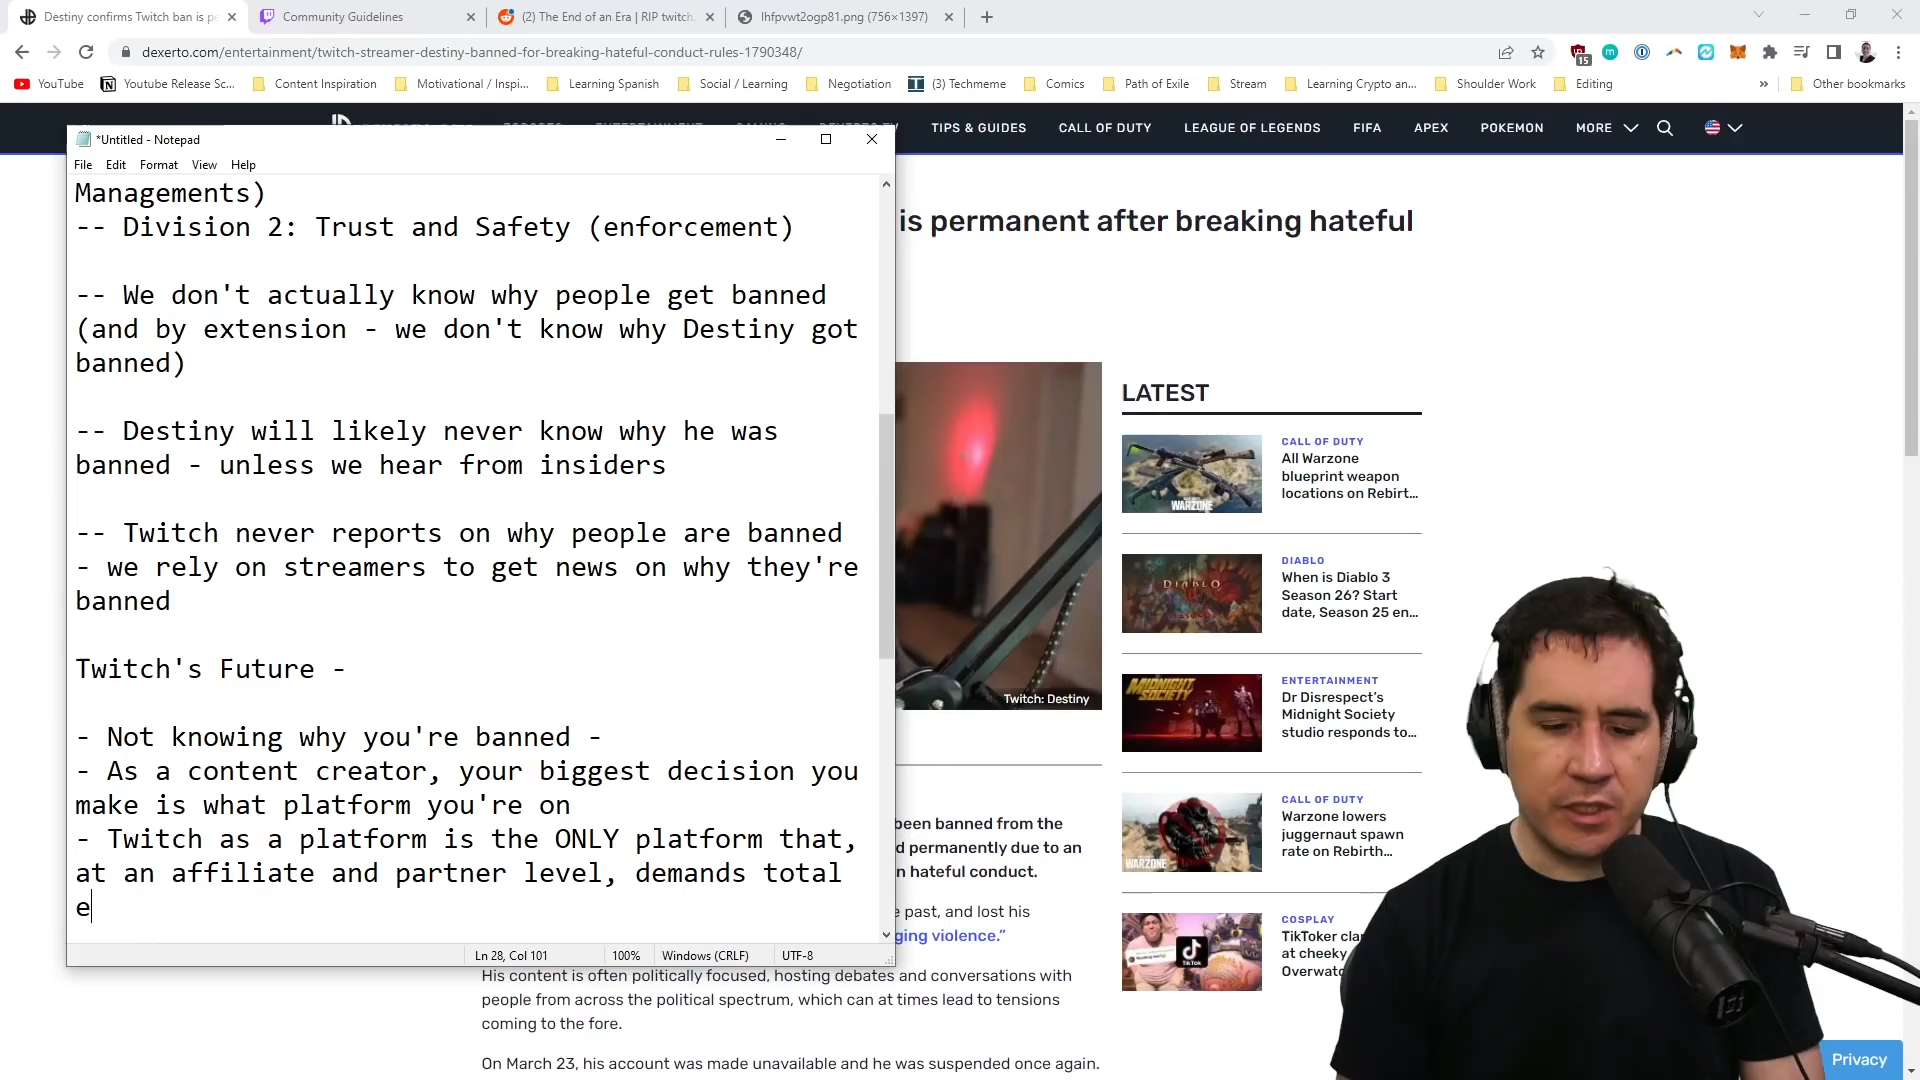 Destiny confirms Twitch ban is pe
Community Guidelines
(2) The End of an Era | RIP twitch.
lhfpvwt2ogp81.png (756×1397)
dexerto.com/entertainment/twitch-streamer-destiny-banned-for-breaking-hateful-conduct-rules-1790348/
15
YouTube
Youtube Release Sc...
Content Inspiration
Motivational / Inspi...
Learning Spanish
Social / Learning
Negotiation
(3) Techmeme
Comics
Path of Exile
Stream
Learning Crypto an...
Shoulder Work
Editing
Other bookmarks
TIPS & GUIDES
CALL OF DUTY
LEAGUE OF LEGENDS
FIFA
APEX
POKEMON
MORE
*Untitled - Notepad
File Edit Format View Help
Managements)
-- Division 2: Trust and Safety (enforcement)
-- We don't actually know why people get banned
(and by extension - we don't know why Destiny got
banned)
-- Destiny will likely never know why he was
banned - unless we hear from insiders
-- Twitch never reports on why people are banned
- we rely on streamers to get news on why they're
banned
Twitch's Future -
- Not knowing why you're banned -
- As a content creator, your biggest decision you
make is what platform you're on
- Twitch as a platform is the ONLY platform that,
at an affiliate and partner level, demands total
e
Ln 28, Col 101
100%
Windows (CRLF)
UTF-8
is permanent after breaking hateful
Twitch: Destiny
been banned from the
d permanently due to an
n hateful conduct.
e past, and lost his
ging violence.”
His content is often politically focused, hosting debates and conversations with
people from across the political spectrum, which can at times lead to tensions
coming to the fore.
On March 23, his account was made unavailable and he was suspended once again.
LATEST
WARZONE
CALL OF DUTY
All Warzone
blueprint weapon
locations on Rebirt...
DIABLO
DIABLO
When is Diablo 3
Season 26? Start
date, Season 25 en...
MIDNIGHT
SOCIETY
ENTERTAINMENT
Dr Disrespect’s
Midnight Society
studio responds to...
WARZONE
CALL OF DUTY
Warzone lowers
juggernaut spawn
rate on Rebirth...
TikTok
COSPLAY
TikToker cla
at cheeky
Overwatc
Privacy